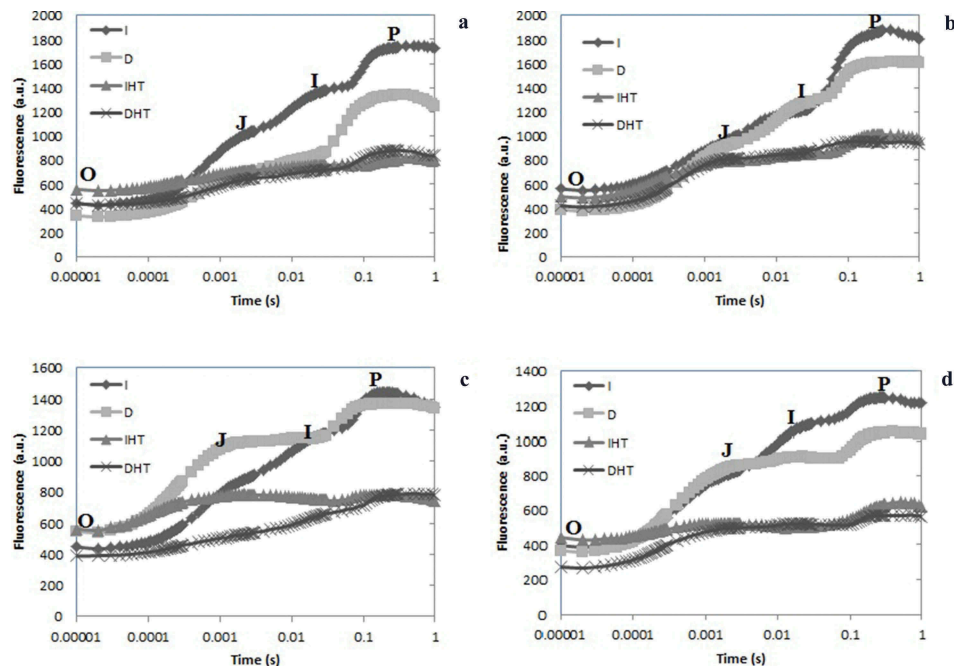 a
2000
1800
1600
1400
1200
1000
800
600
400
200
0
Fluorescence (a.u.)
I
D
IHT
DHT
O
J
I
P
0.00001 0.0001 0.001 0.01 0.1 1
Time (s)
b
2000
1800
1600
1400
1200
1000
800
600
400
200
0
Fluorescence (a.u.)
I
D
IHT
DHT
O
J
I
P
0.00001 0.0001 0.001 0.01 0.1 1
Time (s)
c
1600
1400
1200
1000
800
600
400
200
0
Fluorescence (a.u.)
I
D
IHT
DHT
O
J
I
P
0.00001 0.0001 0.001 0.01 0.1 1
Time (s)
d
1400
1200
1000
800
600
400
200
0
Fluorescence (a.u.)
I
D
IHT
DHT
O
J
I
P
0.00001 0.0001 0.001 0.01 0.1 1
Time (s)